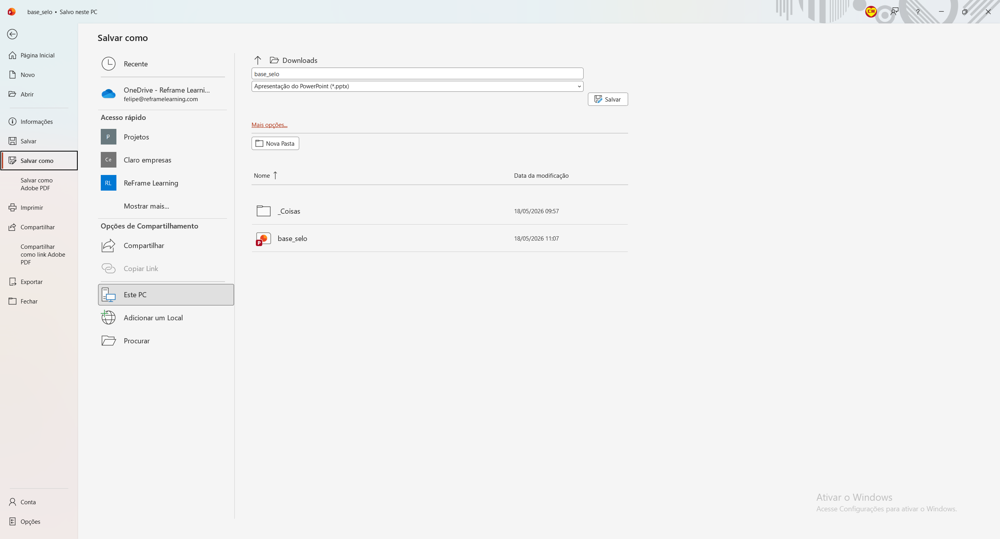 base_selo • Salvo neste PC
Salvar como
Página Inicial
Novo
Abrir
Informações
Salvar
Salvar como
Salvar como
Adobe PDF
Imprimir
Compartilhar
Compartilhar
como link Adobe
PDF
Exportar
Fechar
Conta
Opções
Recente
OneDrive - Reframe Learni...
felipe@reframelearning.com
Acesso rápido
P Projetos
Ce Claro empresas
RL ReFrame Learning
Mostrar mais...
Opções de Compartilhamento
Compartilhar
Copiar Link
Este PC
Adicionar um Local
Procurar
Downloads
base_selo
Apresentação do PowerPoint (*.pptx)
Salvar
Mais opções...
Nova Pasta
Nome Data da modificação
_Coisas 18/05/2026 09:57
base_selo 18/05/2026 11:07
CH
?
Ativar o Windows
Acesse Configurações para ativar o Windows.